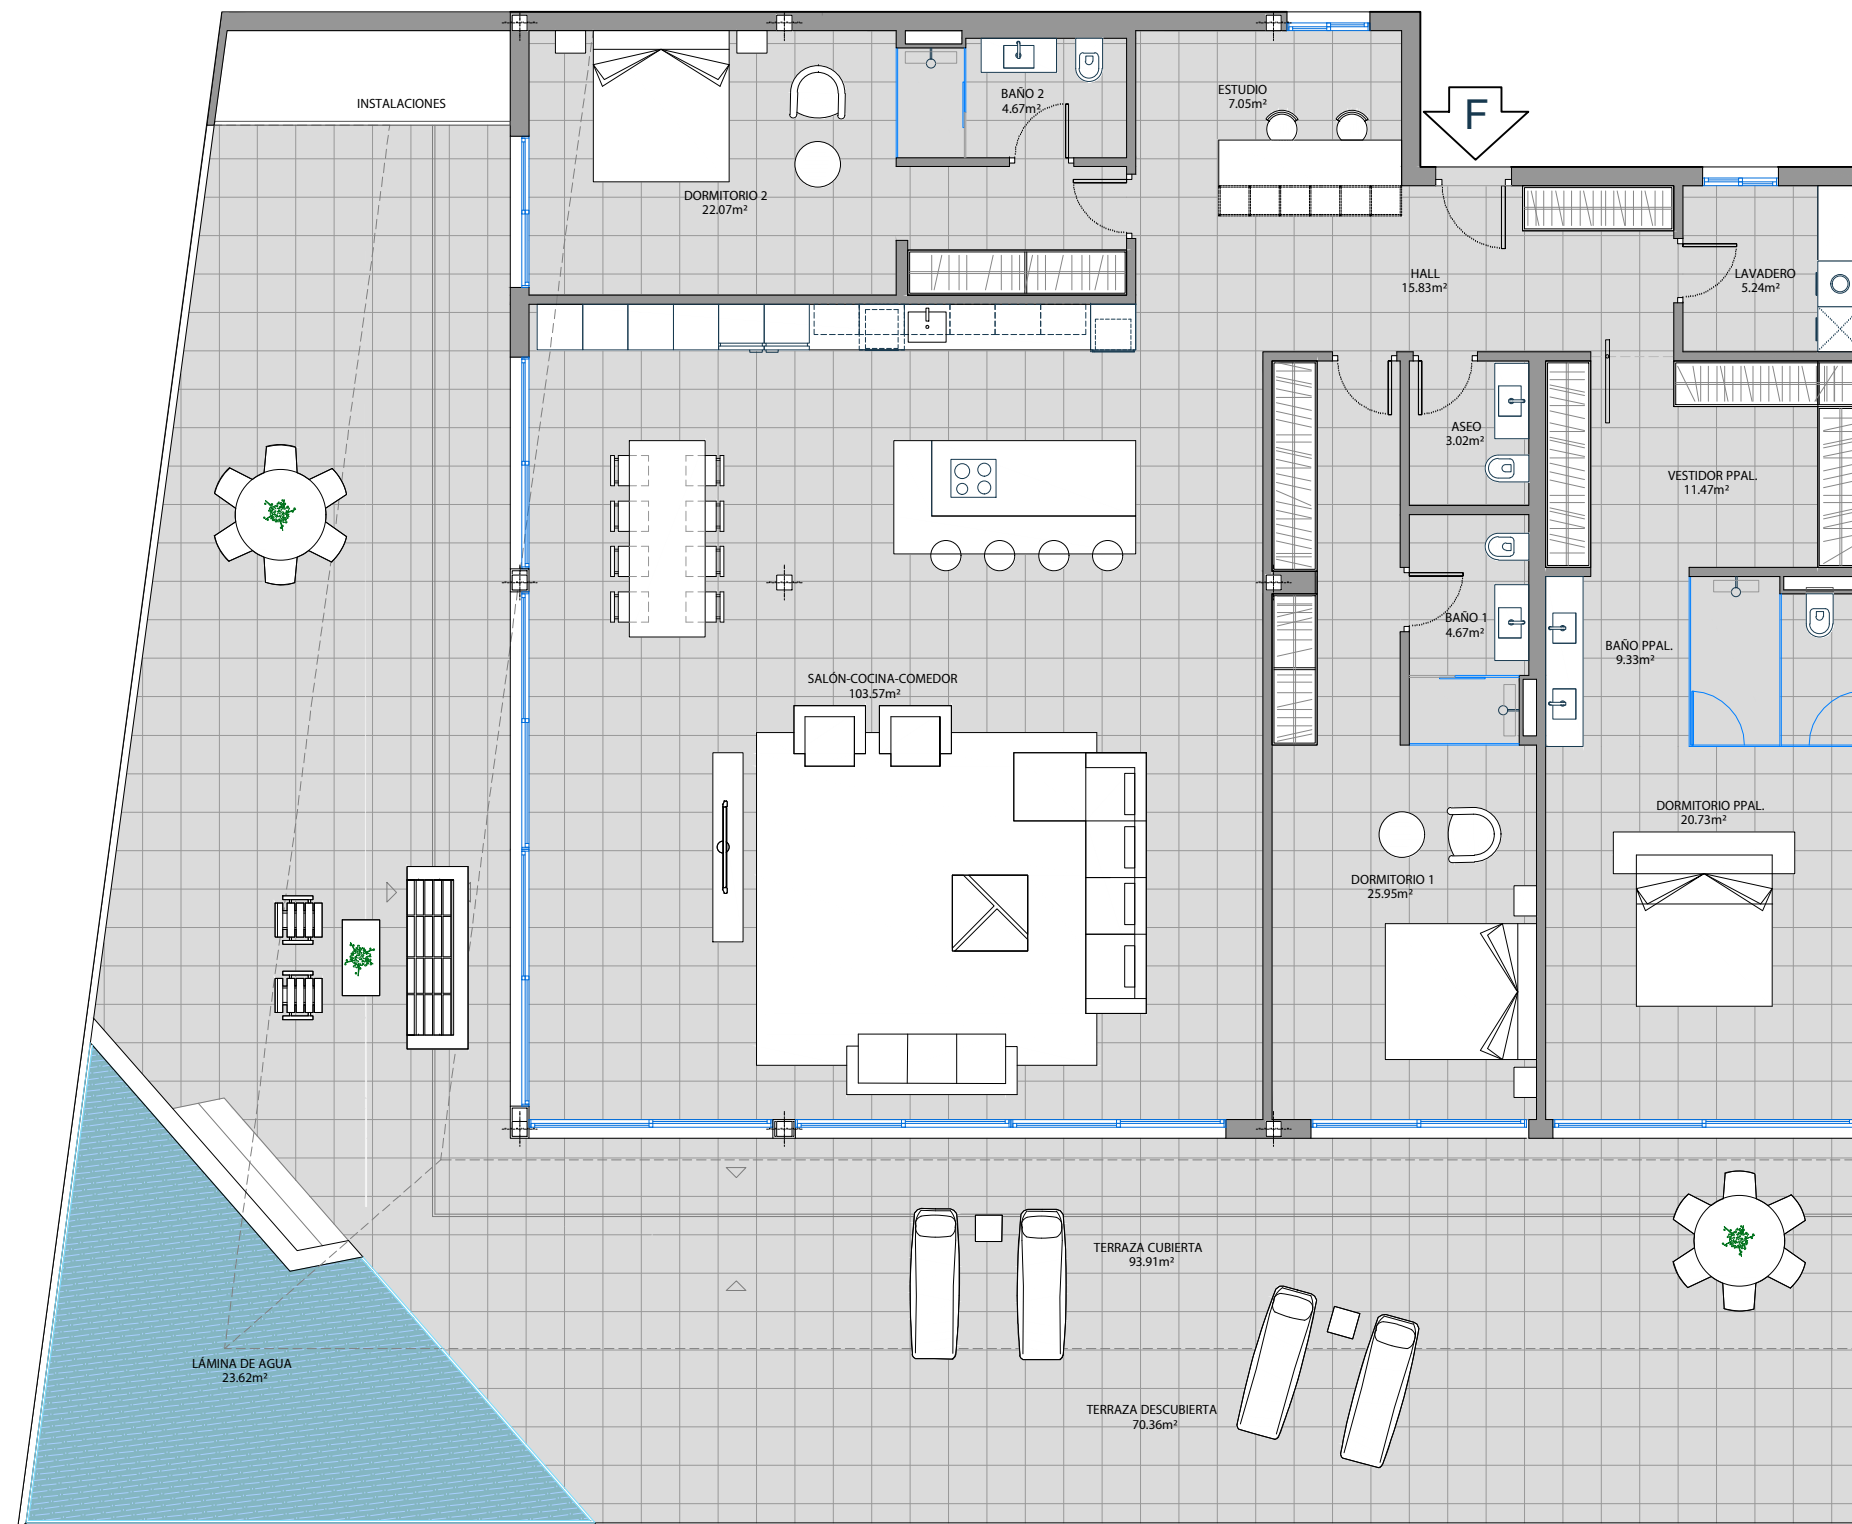 INSTALACIONES
BAÑO 2
4.67m²
ESTUDIO
7.05m²
F
DORMITORIO 2
22.07m²
HALL
15.83m²
LAVADERO
5.24m²
ASEO
3.02m²
VESTIDOR PPAL.
11.47m²
BAÑO 1
4.67m²
BAÑO PPAL.
9.33m²
SALÓN-COCINA-COMEDOR
103.57m²
DORMITORIO PPAL.
20.73m²
DORMITORIO 1
25.95m²
TERRAZA CUBIERTA
93.91m²
LÁMINA DE AGUA
23.62m²
TERRAZA DESCUBIERTA
70.36m²